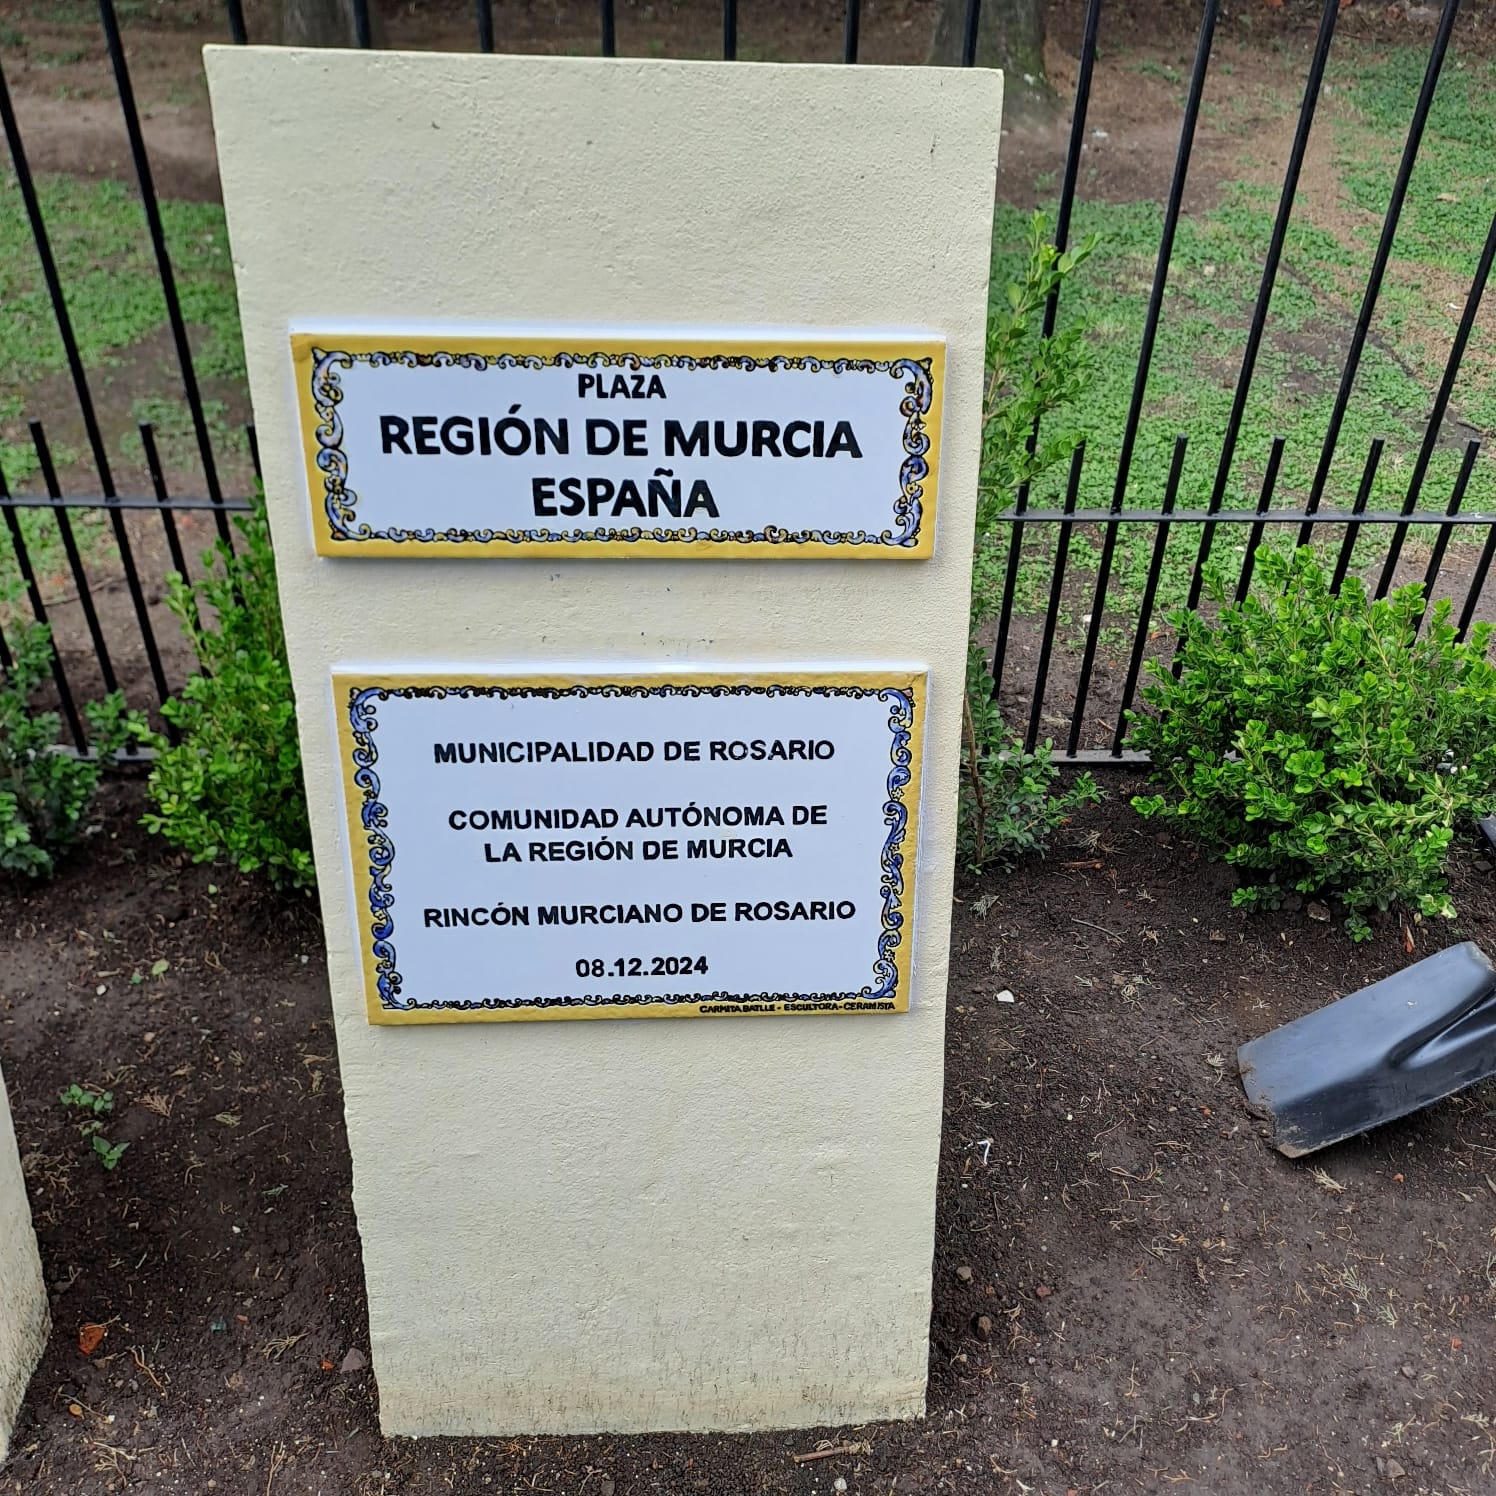 PLAZA
REGIÓN DE MURCIA
ESPAÑA
MUNICIPALIDAD DE ROSARIO
COMUNIDAD AUTÓNOMA DE
LA REGIÓN DE MURCIA
RINCÓN MURCIANO DE ROSARIO
08.12.2024
CARMITA BATLLE - ESCULTORA - CERAMISTA